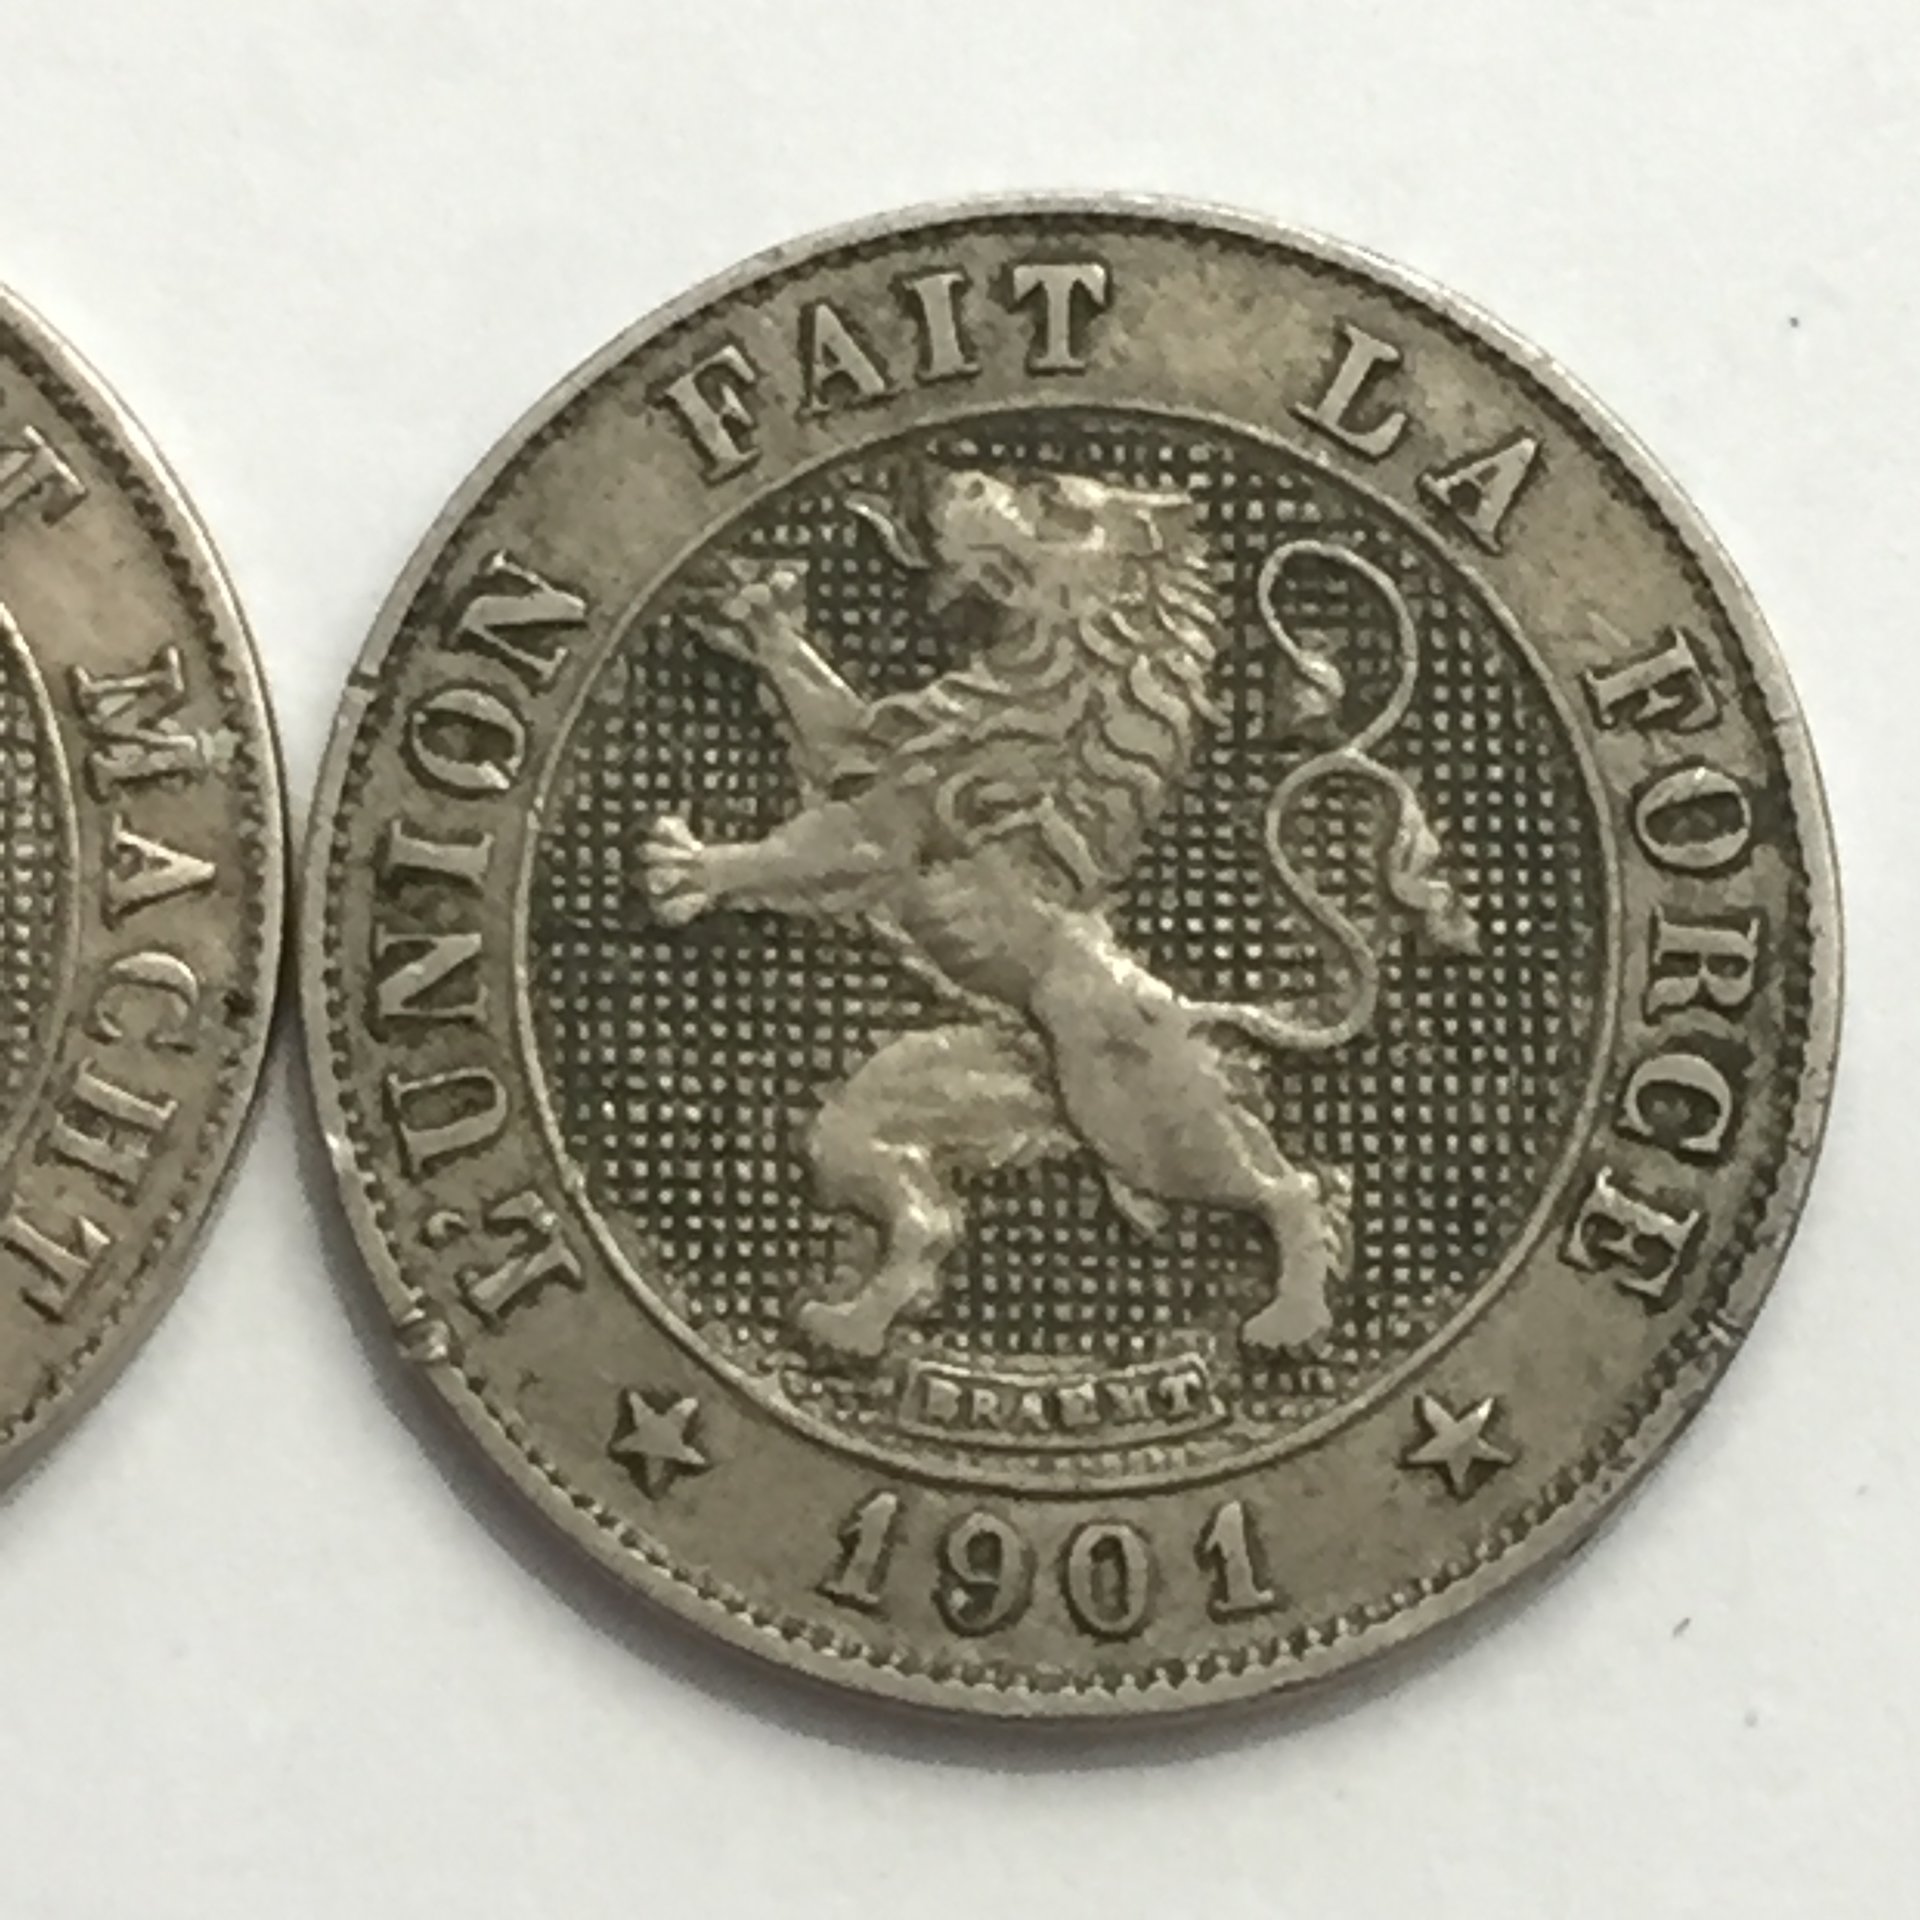 T MACHT
L'UNION FAIT LA FORCE
BRAEMT
1901